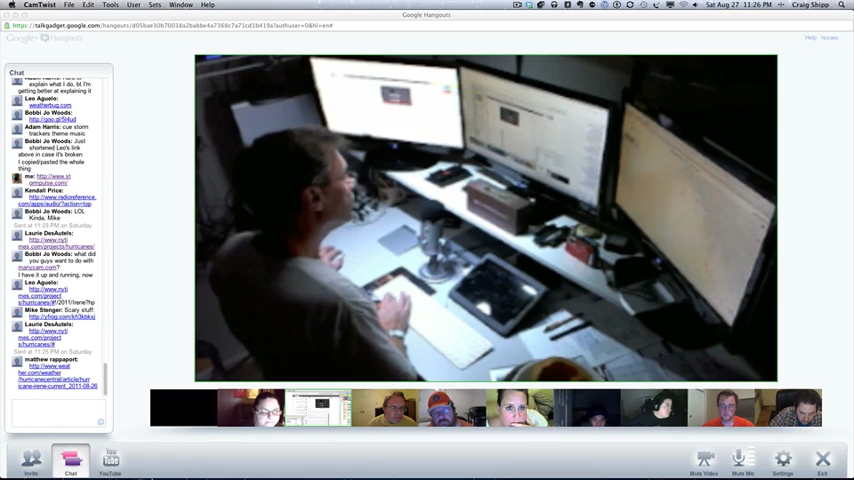 CamTwist File Edit Tools Setups Sets Window Help Sat Aug 27 11:26 PM Craig Shipp
Google Hangouts
https://talkgadget.google.com/hangouts/d05bae30b70038a2babbe4a7368c7a71cd1b419a?authuser=0&hl=en#
Google+ Hangouts
Help Issues
Chat
explain what I do, bt I'm
getting better at explaining it
Leo Aguelo:
weatherbug.com
Bobbi Jo Woods:
http://goo.gl/5l4ud
Adam Harris: cue storm
trackers theme music
Bobbi Jo Woods: Just
shortened Leo's link
above in case it's broken
I copied/pasted the whole
thing
me: http://www.st
ompulse.com/
Kendall Price:
http://www.radioreference.
com/apps/audio/?action=top
Bobbi Jo Woods: LOL
Kinda, Mike
Sent at 11:23 PM on Saturday
Laurie DesAutels:
http://www.nyti
mes.com/projects/hurricanes/
Bobbi Jo Woods: what did
you guys want to do with
manycam.com?
I have it up and running, now
Leo Aguelo:
http://www.nyti
mes.com/project
s/hurricanes/#!/2011/Irene?hp
Mike Stenger: Scary stuff:
http://yfrog.com/kh3kbkxj
Laurie DesAutels:
http://www.nyti
mes.com/project
s/hurricanes/#
Sent at 11:25 PM on Saturday
matthew rappaport:
http://www.weat
her.com/weather
/hurricanecentral/article/hurr
icane-irene-current_2011-08-26
Invite Chat YouTube Mute Video Mute Mic Settings Exit